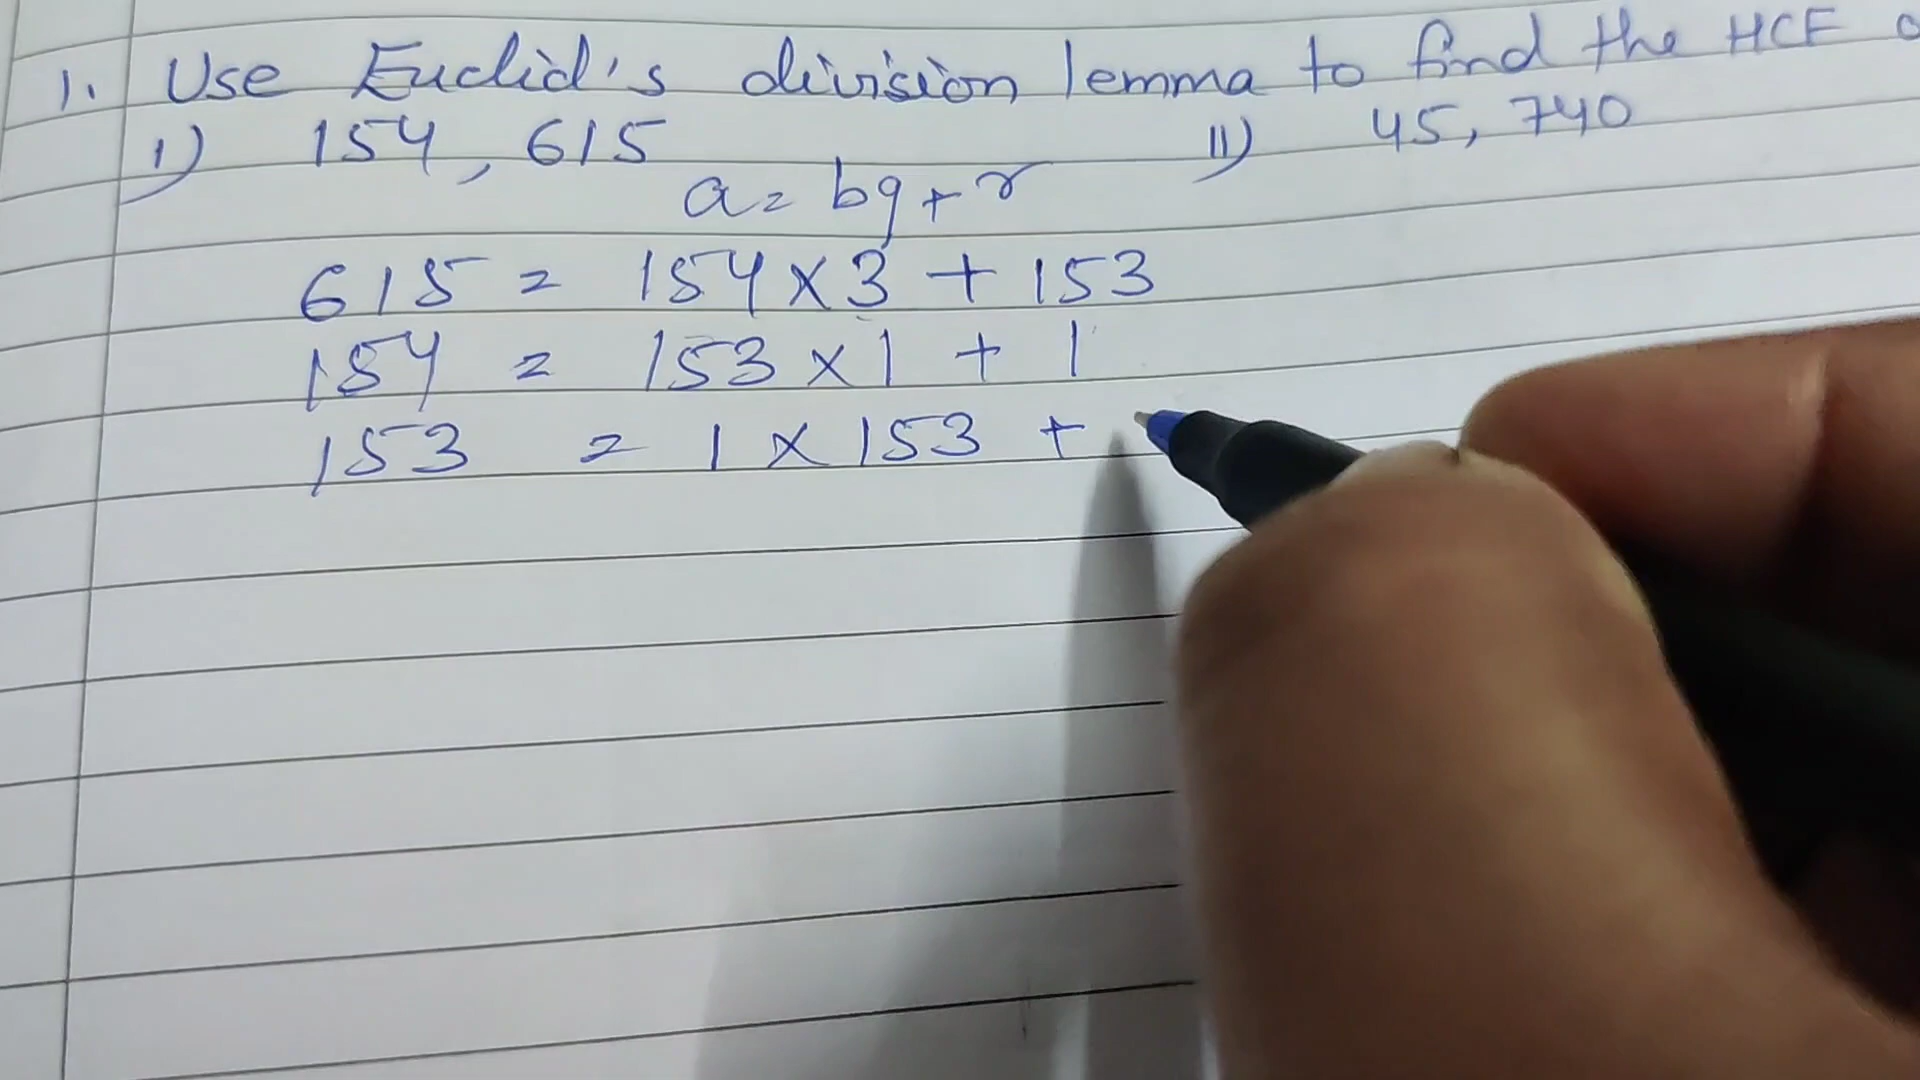 1. Use Euclid's division lemma to find the HCF
i) 154, 615 ii) 45, 740
a = bq + r
615 = 154 × 3 + 153
154 = 153 × 1 + 1
153 = 1 × 153 +